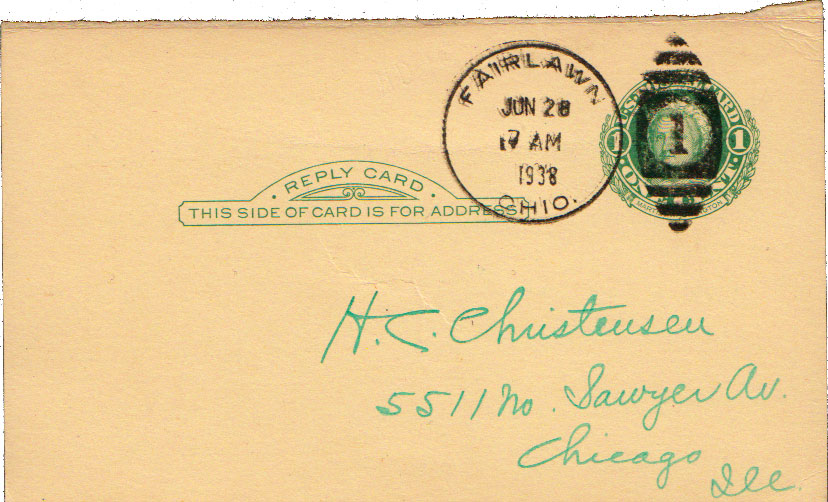 FAIRLAWN
JUN 28
7 AM
1938
OHIO.
1
1 1
REPLY CARD
THIS SIDE OF CARD IS FOR ADDRESS
H. C. Christensen
5511 No. Sawyer Av.
Chicago
Ill.